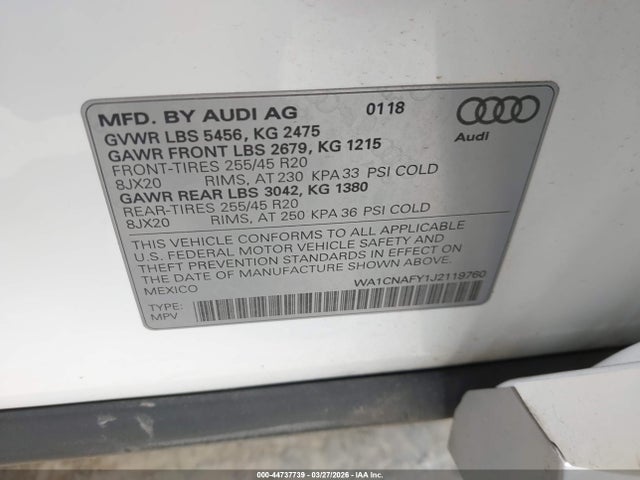 MFD. BY AUDI AG 0118
GVWR LBS 5456, KG 2475
GAWR FRONT LBS 2679, KG 1215
FRONT-TIRES 255/45 R20
8JX20 RIMS, AT 230 KPA 33 PSI COLD
GAWR REAR LBS 3042, KG 1380
REAR-TIRES 255/45 R20
8JX20 RIMS, AT 250 KPA 36 PSI COLD
Audi
THIS VEHICLE CONFORMS TO ALL APPLICABLE
U.S. FEDERAL MOTOR VEHICLE SAFETY AND
THEFT PREVENTION STANDARDS IN EFFECT
ON THE DATE OF MANUFACTURE SHOWN ABOVE.
MEXICO WA1CNAFY1J2119760
TYPE:
MPV
000-44737739 | 03/27/2026 | IAA Inc.